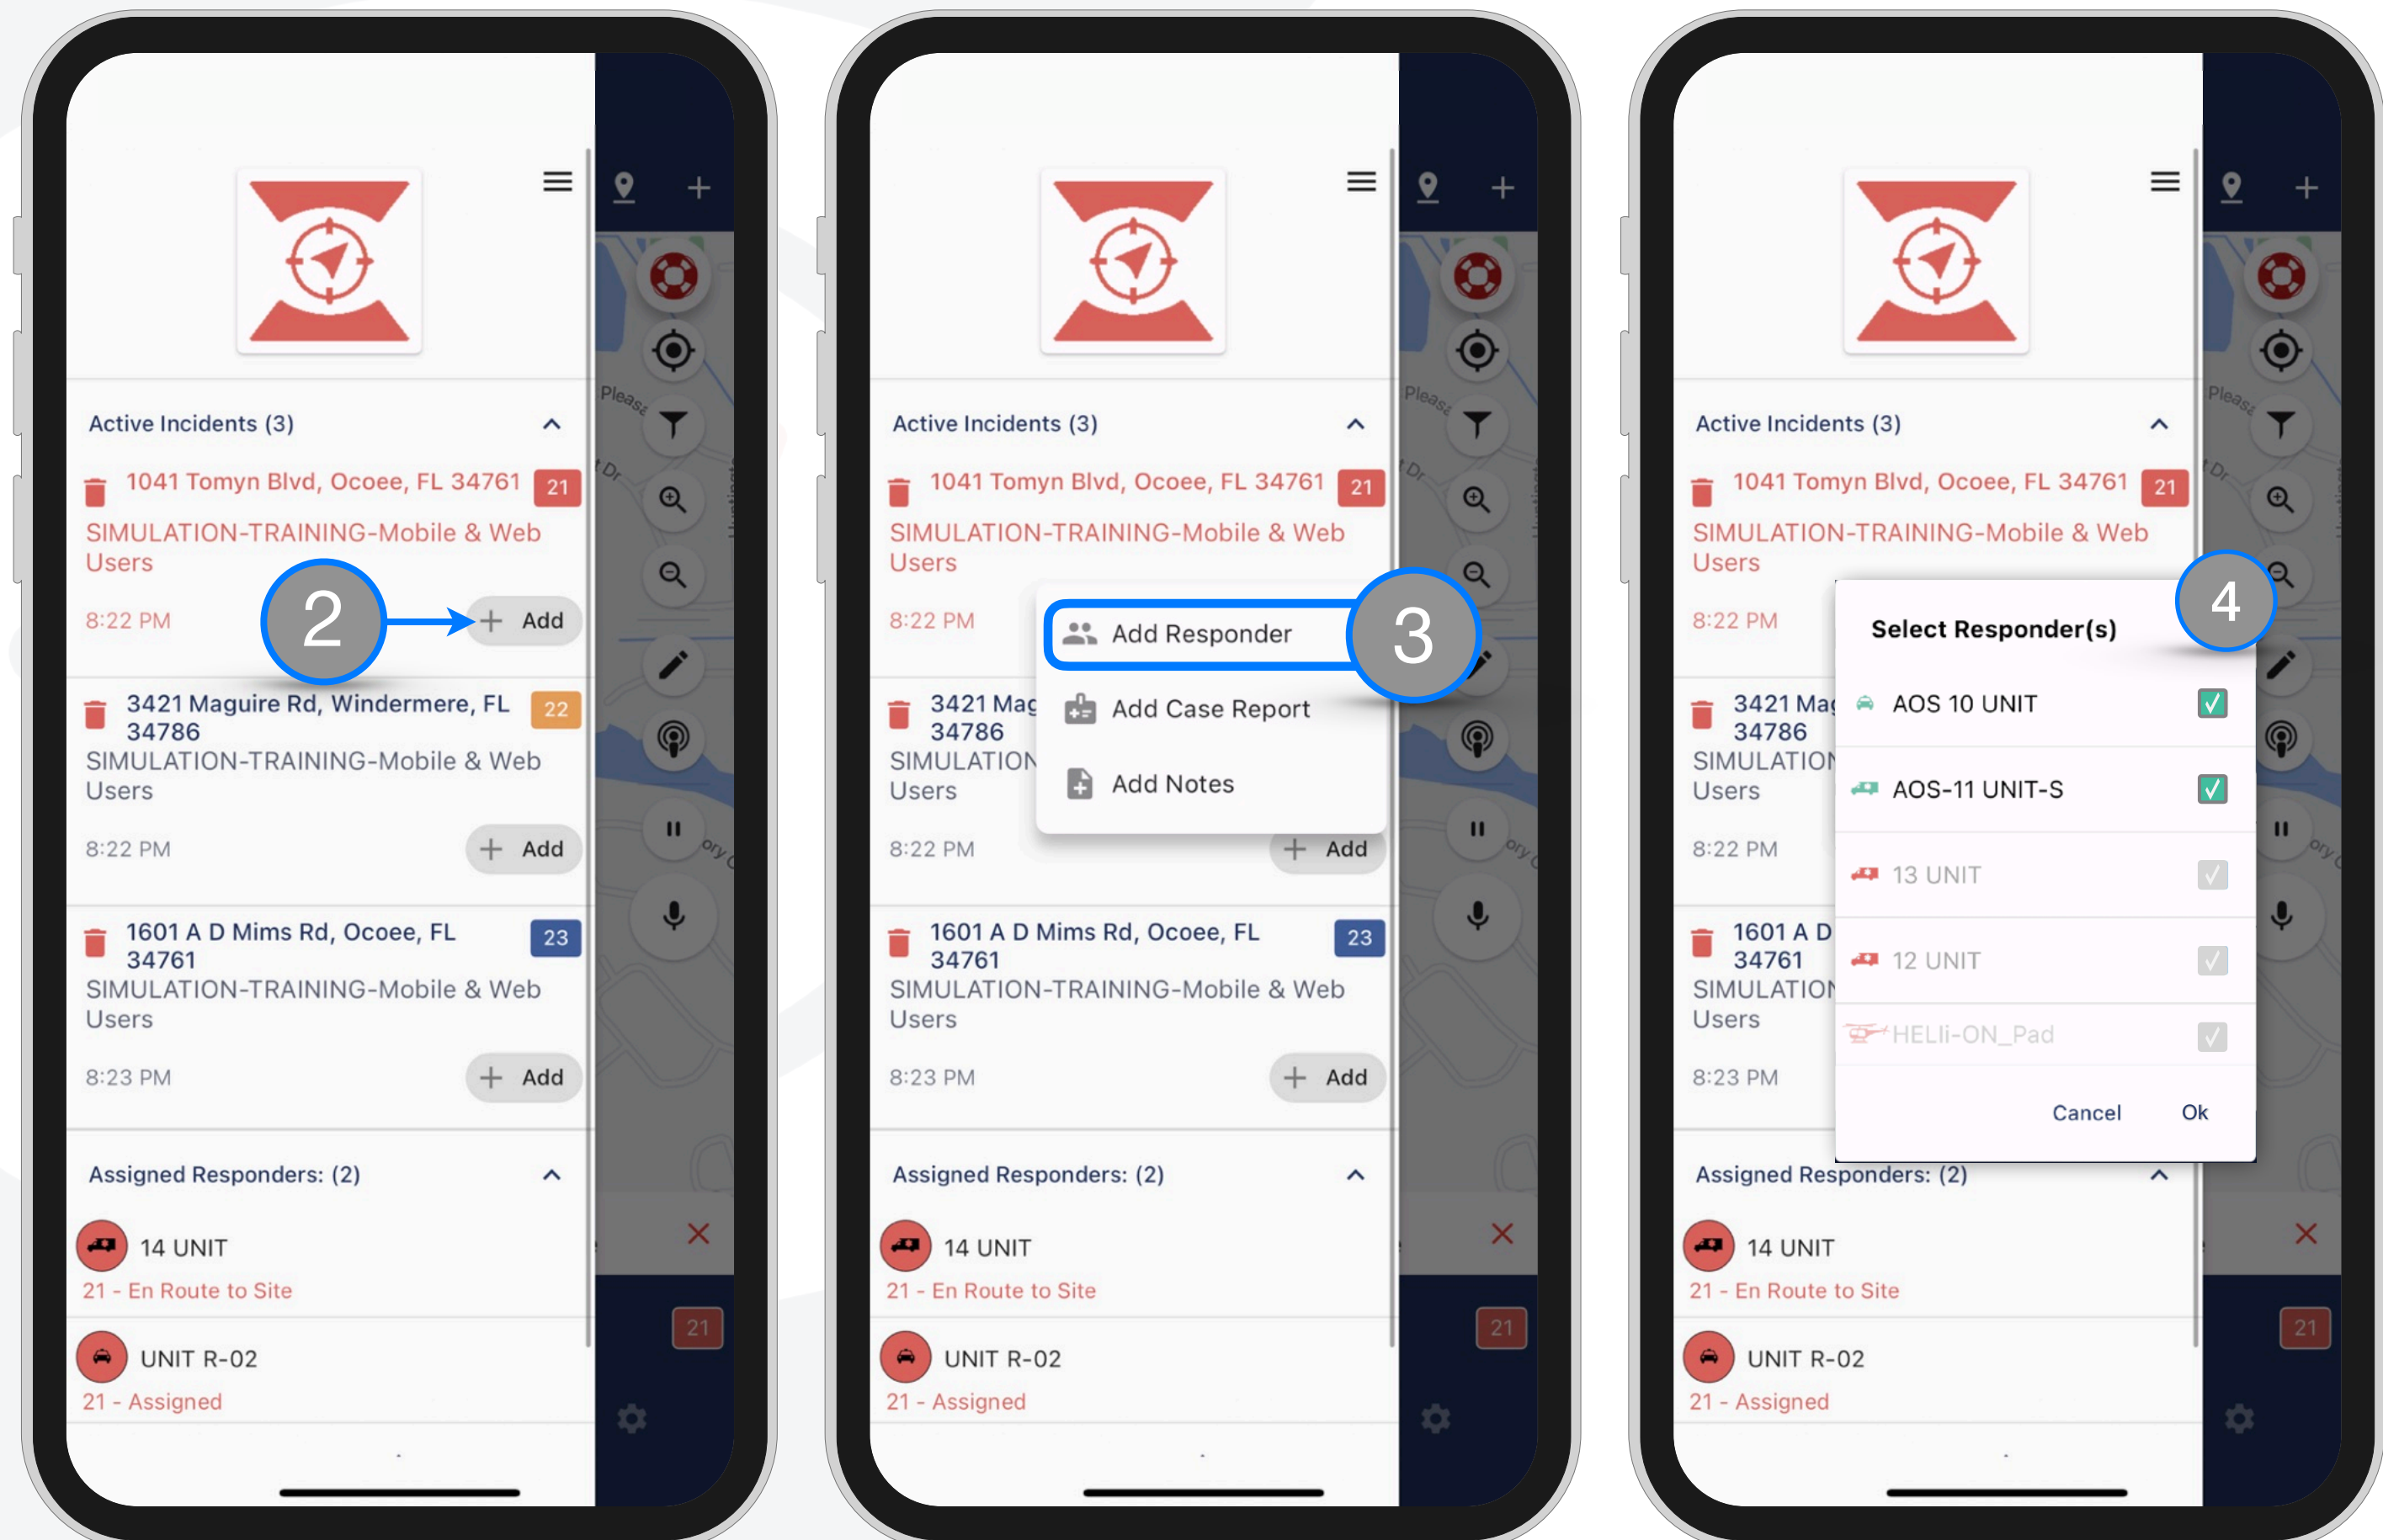 Active Incidents (3)
1041 Tomyn Blvd, Ocoee, FL 34761
21
SIMULATION-TRAINING-Mobile & Web
Users
8:22 PM
2
+ Add
3421 Maguire Rd, Windermere, FL
34786
22
SIMULATION-TRAINING-Mobile & Web
Users
8:22 PM
+ Add
1601 A D Mims Rd, Ocoee, FL
34761
23
SIMULATION-TRAINING-Mobile & Web
Users
8:23 PM
+ Add
Assigned Responders: (2)
14 UNIT
21 - En Route to Site
UNIT R-02
21 - Assigned
Pleasa
t Dr
ory
21
Active Incidents (3)
1041 Tomyn Blvd, Ocoee, FL 34761
21
SIMULATION-TRAINING-Mobile & Web
Users
8:22 PM
Add Responder
3
Add Case Report
Add Notes
3421 Mag
34786
SIMULATION
Users
8:22 PM
+ Add
1601 A D Mims Rd, Ocoee, FL
34761
23
SIMULATION-TRAINING-Mobile & Web
Users
8:23 PM
+ Add
Assigned Responders: (2)
14 UNIT
21 - En Route to Site
UNIT R-02
21 - Assigned
Pleasa
t Dr
ory
21
Active Incidents (3)
1041 Tomyn Blvd, Ocoee, FL 34761
21
SIMULATION-TRAINING-Mobile & Web
Users
8:22 PM
4
Select Responder(s)
AOS 10 UNIT
AOS-11 UNIT-S
13 UNIT
12 UNIT
HELIi-ON_Pad
Cancel
Ok
3421 Mag
34786
SIMULATION
Users
8:22 PM
1601 A D
34761
SIMULATION
Users
8:23 PM
Assigned Responders: (2)
14 UNIT
21 - En Route to Site
UNIT R-02
21 - Assigned
Pleasa
t Dr
ory
21